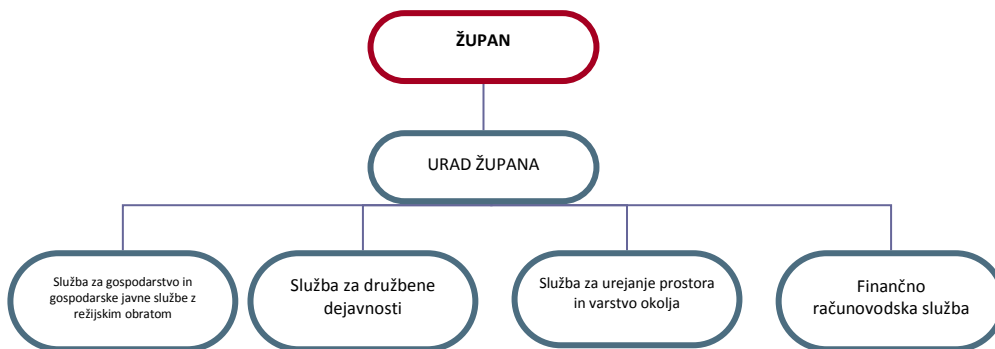 ŽUPAN
URAD ŽUPANA
Služba za gospodarstvo in
gospodarske javne službe z
režijskim obratom
Služba za družbene
dejavnosti
Služba za urejanje prostora
in varstvo okolja
Finančno
računovodska služba